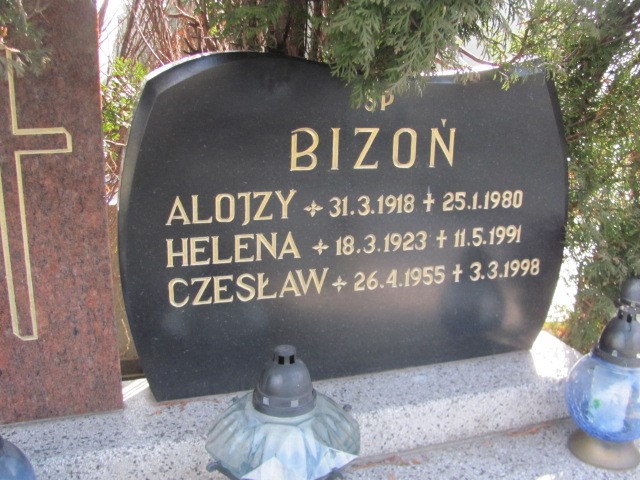 ŚP
BIZOŃ
ALOJZY ✢ 31.3.1918 ✝ 25.1.1980
HELENA ✢ 18.3.1923 ✝ 11.5.1991
CZESŁAW ✢ 26.4.1955 ✝ 3.3.1998